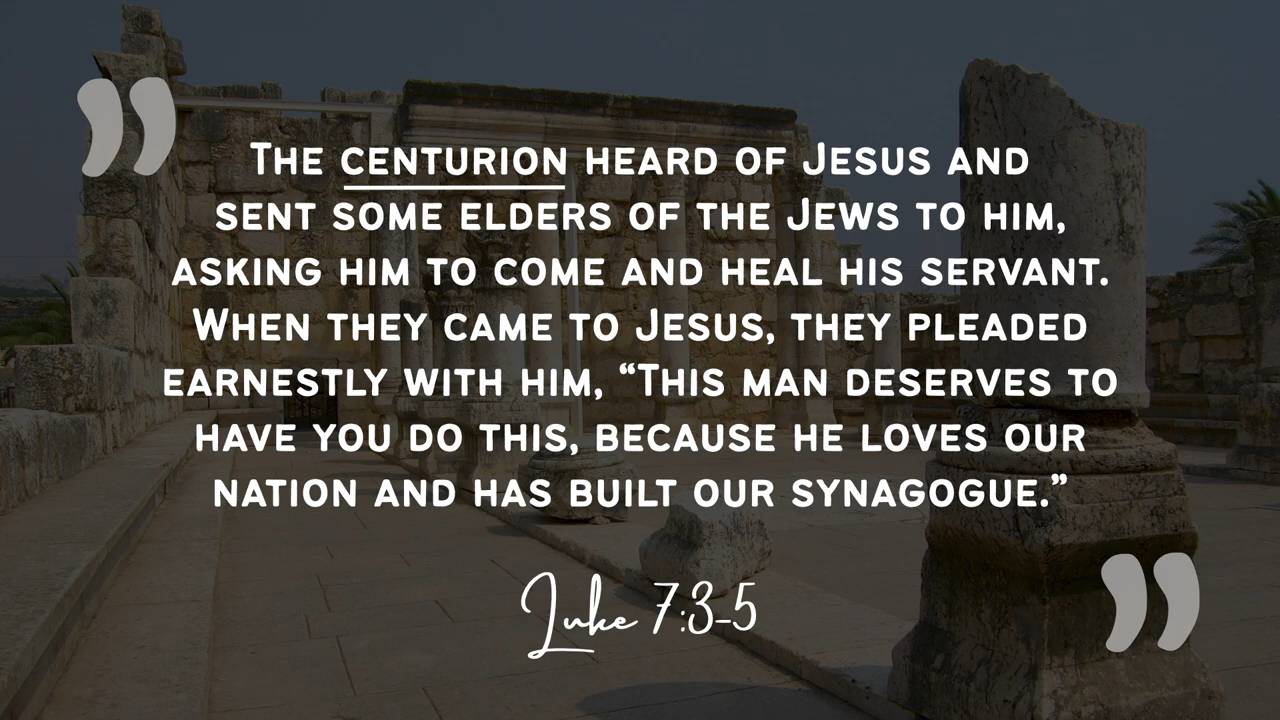 The centurion heard of Jesus and
sent some elders of the Jews to him,
asking him to come and heal his servant.
When they came to Jesus, they pleaded
earnestly with him, “This man deserves to
have you do this, because he loves our
nation and has built our synagogue.”
Luke 7:3-5